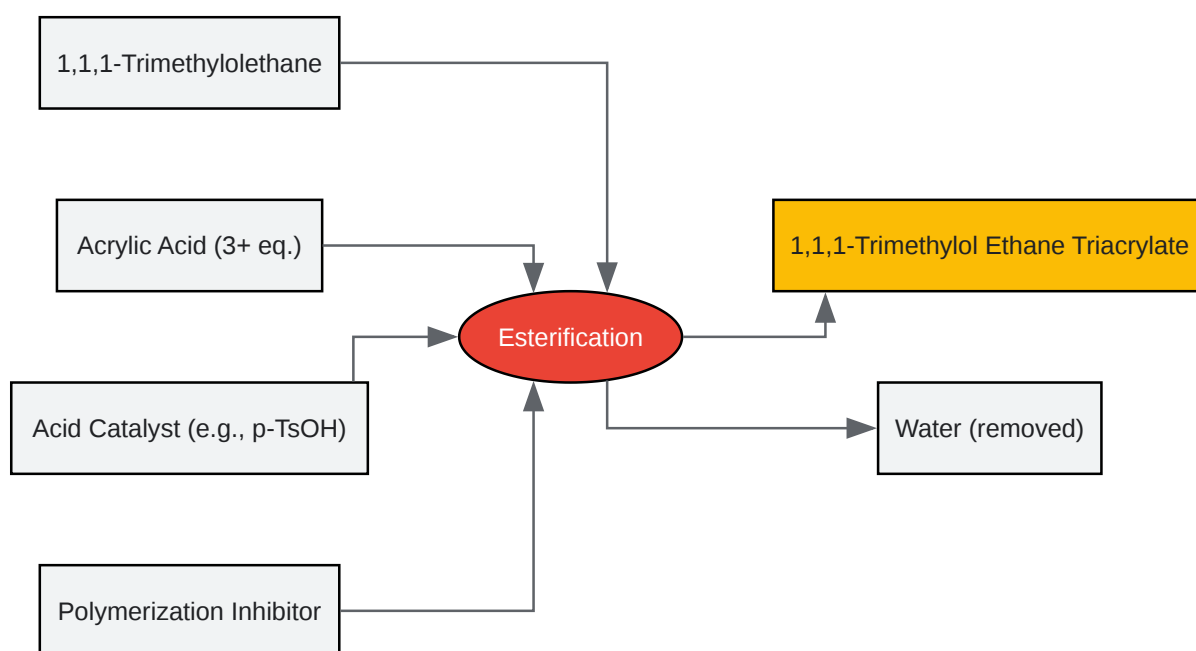 1,1,1-Trimethylolethane
Acrylic Acid (3+ eq.)
1,1,1-Trimethylol Ethane Triacrylate
Esterification
Acid Catalyst (e.g., p-TsOH)
Water (removed)
Polymerization Inhibitor